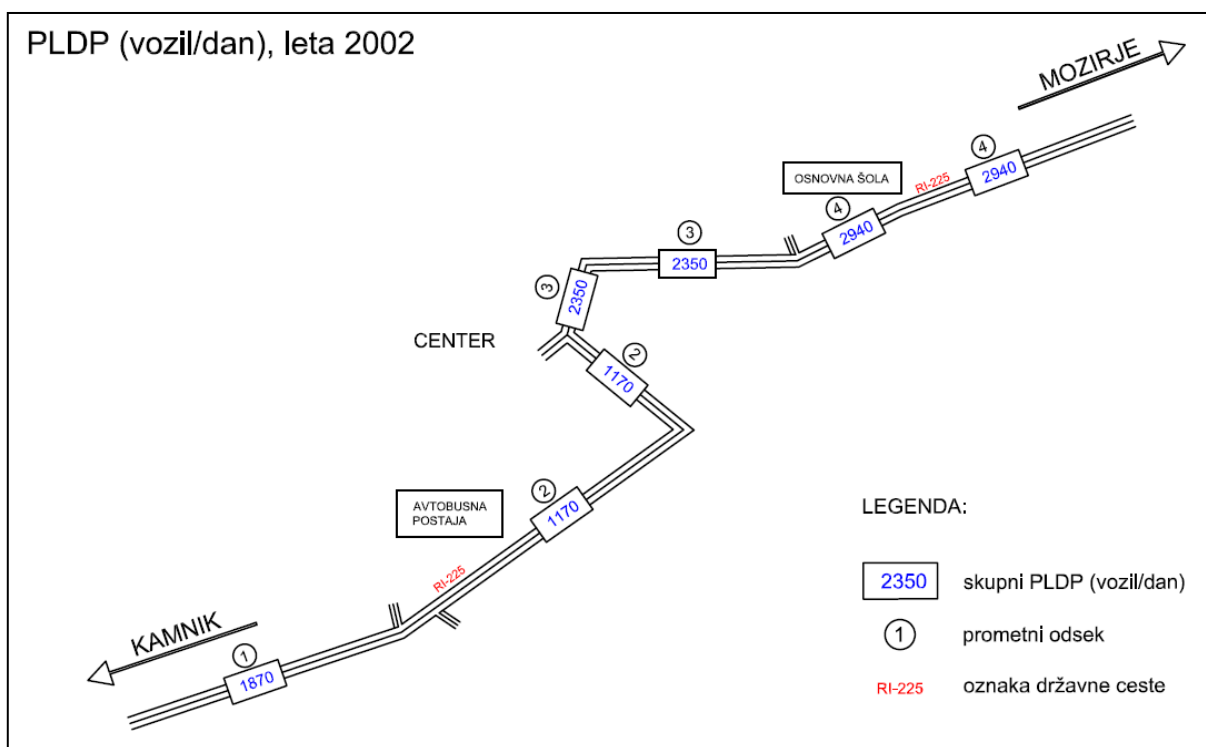 PLDP (vozil/dan), leta 2002
MOZIRJE
4
2940
RI-225
OSNOVNA ŠOLA
4
2940
3
2350
3
2350
CENTER
2
1170
2
1170
AVTOBUSNA
POSTAJA
RI-225
KAMNIK
1
1870
LEGENDA:
2350 skupni PLDP (vozil/dan)
1 prometni odsek
RI-225 oznaka državne ceste